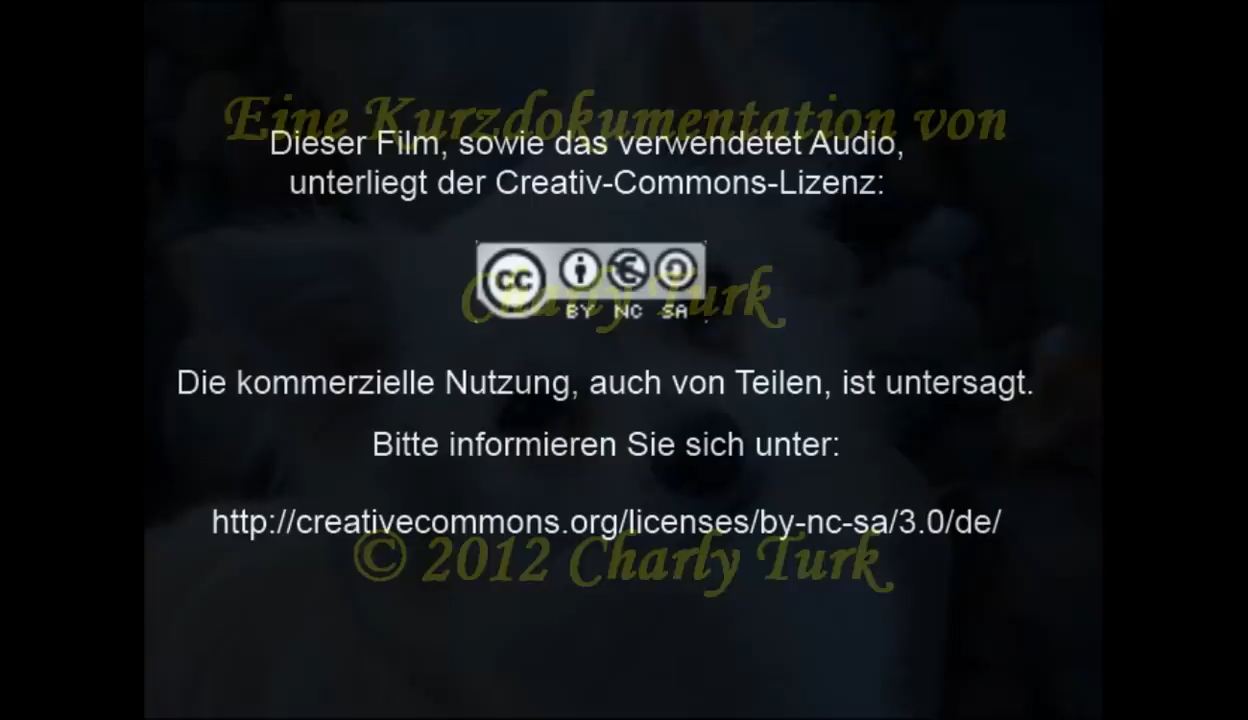 Eine Kurzdokumentation von
Dieser Film, sowie das verwendetet Audio,
unterliegt der Creativ-Commons-Lizenz:
cc
BY NC SA
Charly Turk
Die kommerzielle Nutzung, auch von Teilen, ist untersagt.
Bitte informieren Sie sich unter:
http://creativecommons.org/licenses/by-nc-sa/3.0/de/
© 2012 Charly Turk